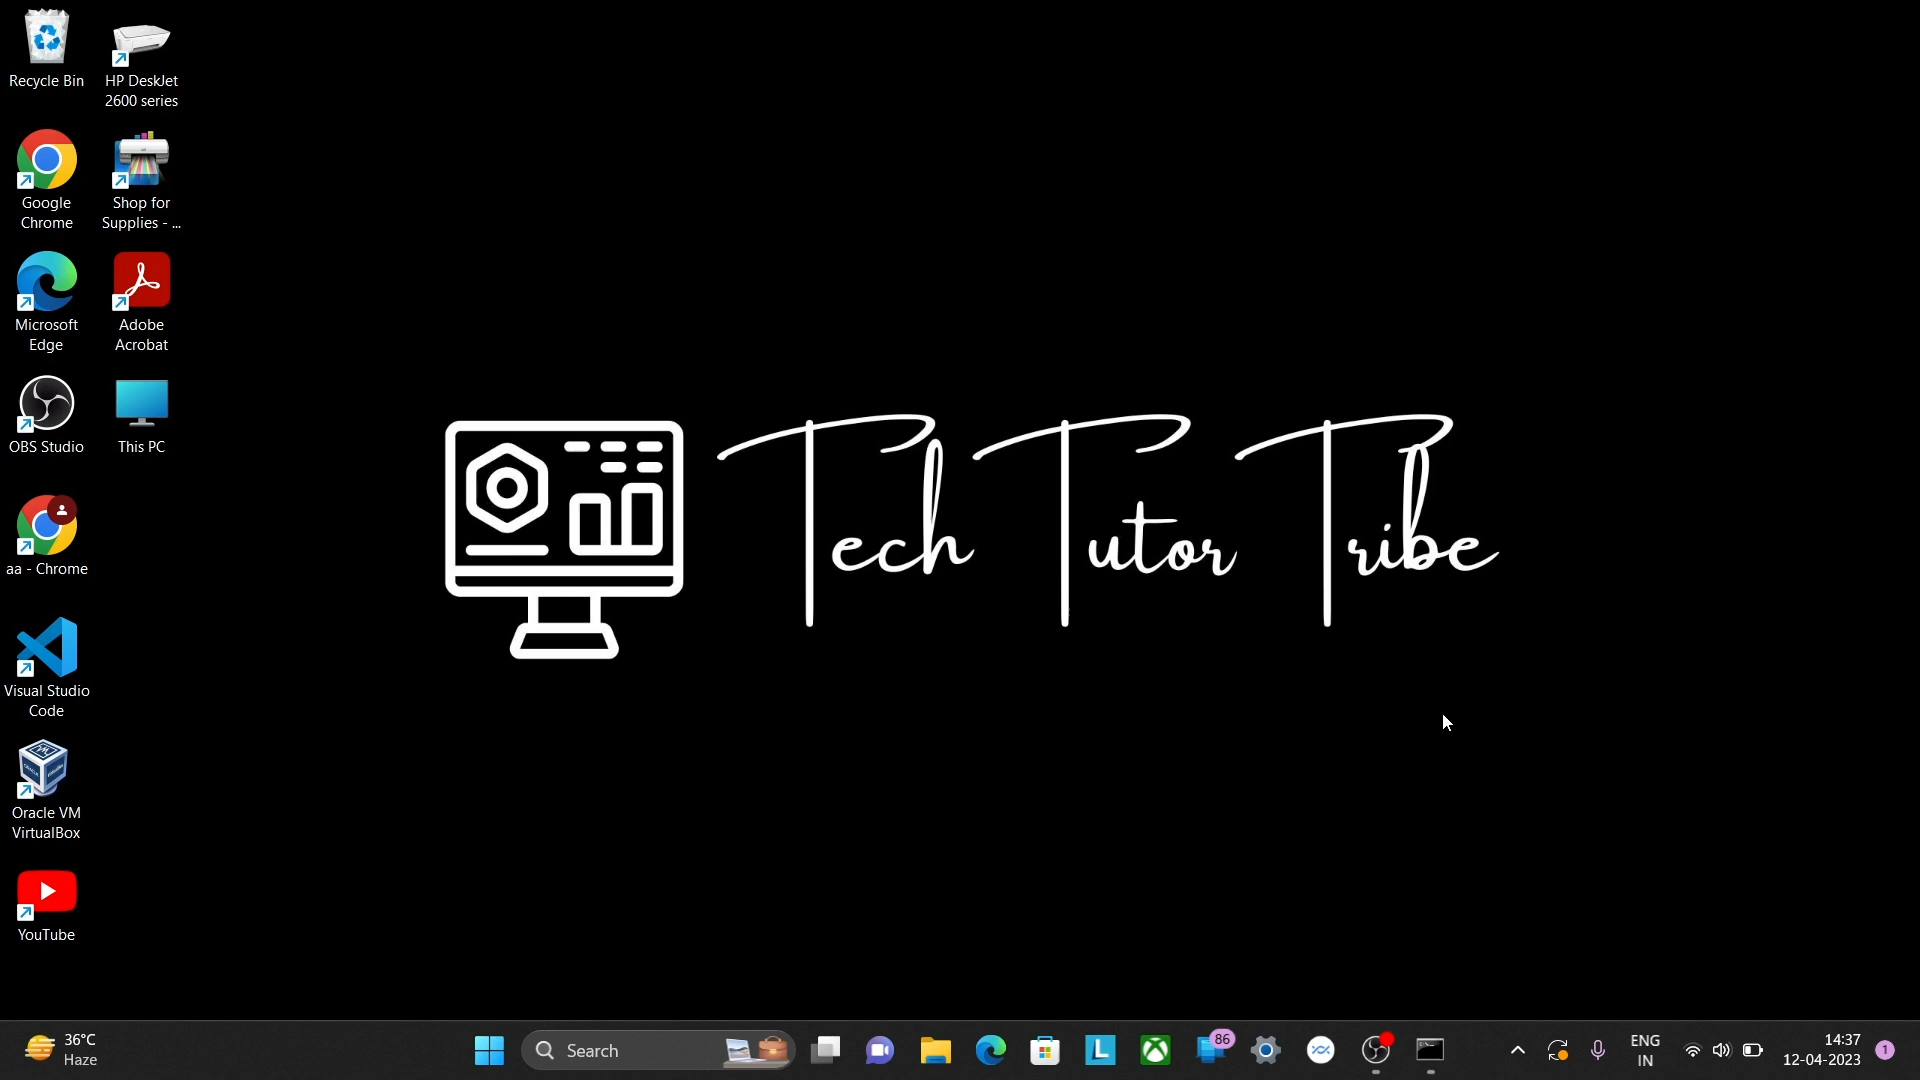 Recycle Bin
HP DeskJet
2600 series
Google
Chrome
Shop for
Supplies - ...
Microsoft
Edge
Adobe
Acrobat
OBS Studio
This PC
aa - Chrome
Visual Studio
Code
Oracle VM
VirtualBox
YouTube
Tech Tutor Tribe
36°C
Haze
Search
86
ENG
IN
14:37
12-04-2023
1